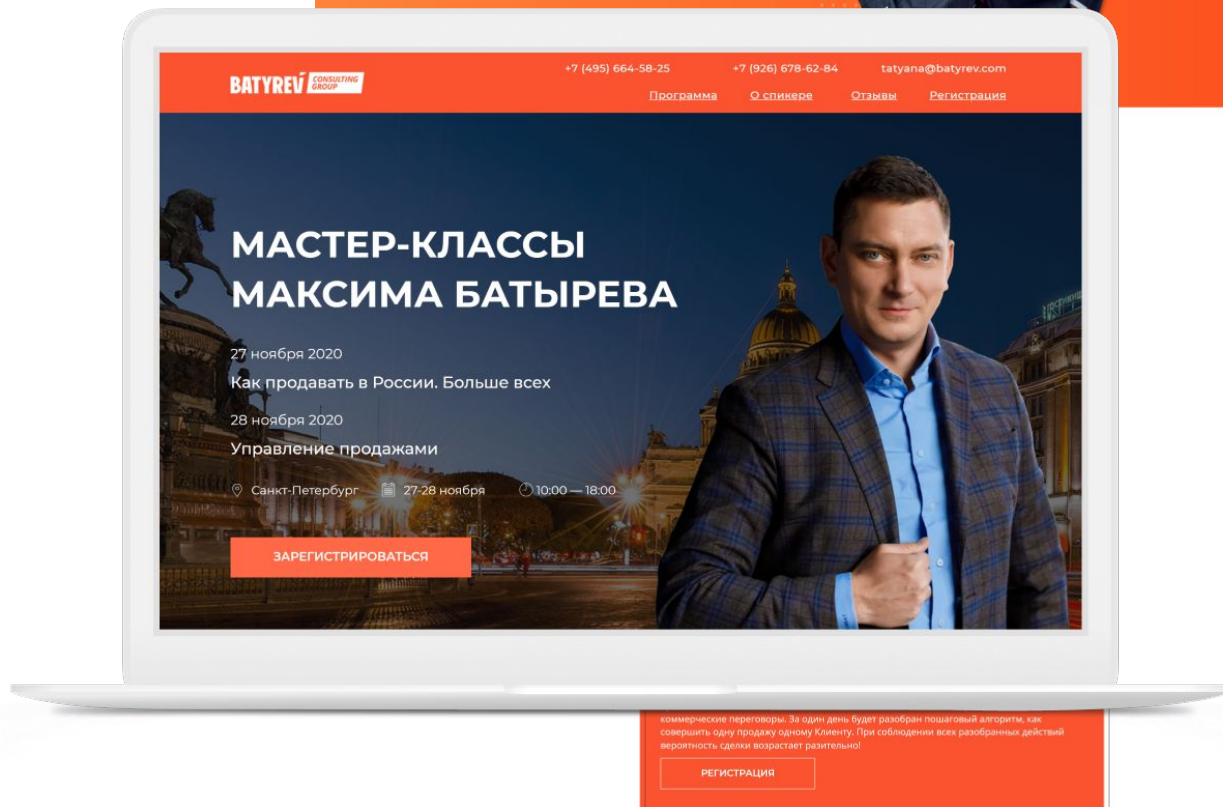 BATYREV CONSULTING GROUP
+7 (495) 664-58-25 +7 (926) 678-62-84 tatyana@batyrev.com
Программа О спикере Отзывы Регистрация
МАСТЕР-КЛАССЫ
МАКСИМА БАТЫРЕВА
27 ноября 2020
Как продавать в России. Больше всех
28 ноября 2020
Управление продажами
Санкт-Петербург 27-28 ноября 10:00 — 18:00
ЗАРЕГИСТРИРОВАТЬСЯ
коммерческие переговоры. За один день будет разобран пошаговый алгоритм, как
совершить одну продажу одному Клиенту. При соблюдении всех разобранных действий
вероятность сделки возрастает разительно!
РЕГИСТРАЦИЯ